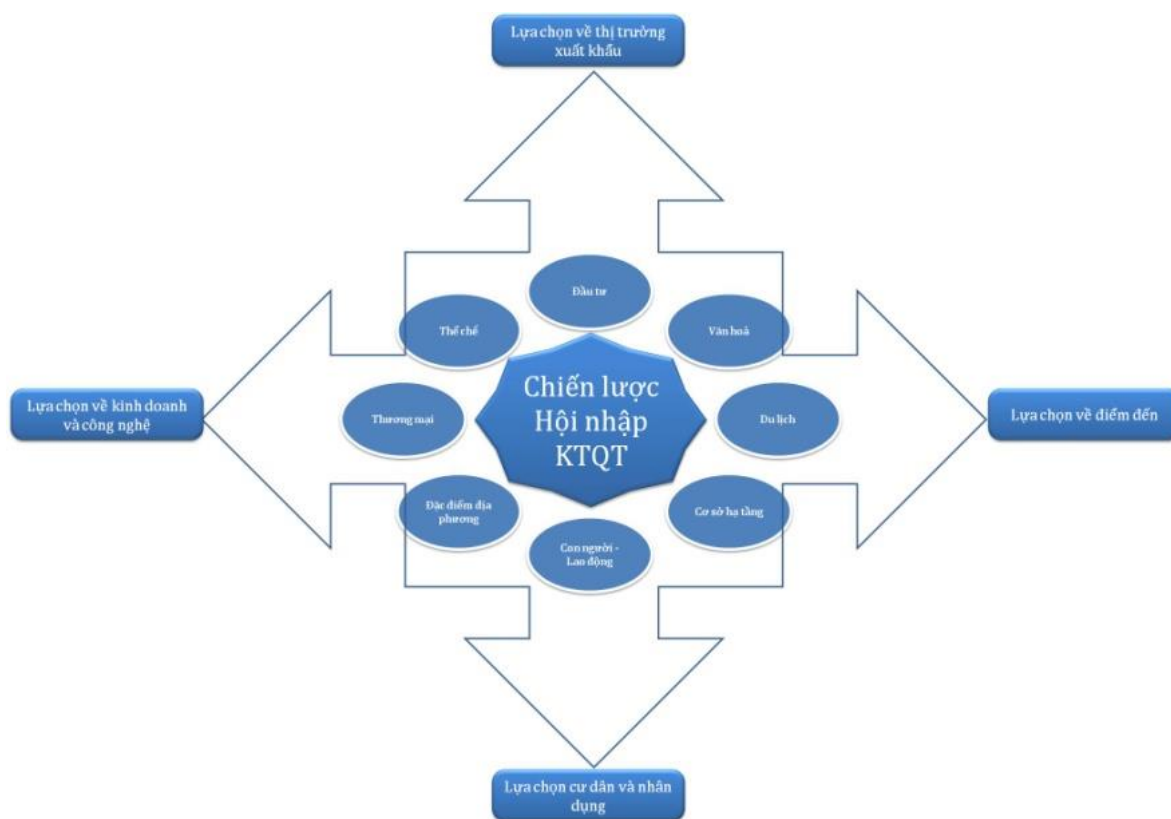 Lựa chọn về thị trường
xuất khẩu
Đầu tư
Thể chế
Văn hoá
Chiến lược
Hội nhập
KTQT
Lựa chọn về kinh doanh
và công nghệ
Thương mại
Du lịch
Lựa chọn về điểm đến
Đặc điểm địa
phương
Cơ sở hạ tầng
Con người -
Lao động
Lựa chọn cư dân và nhân
dụng